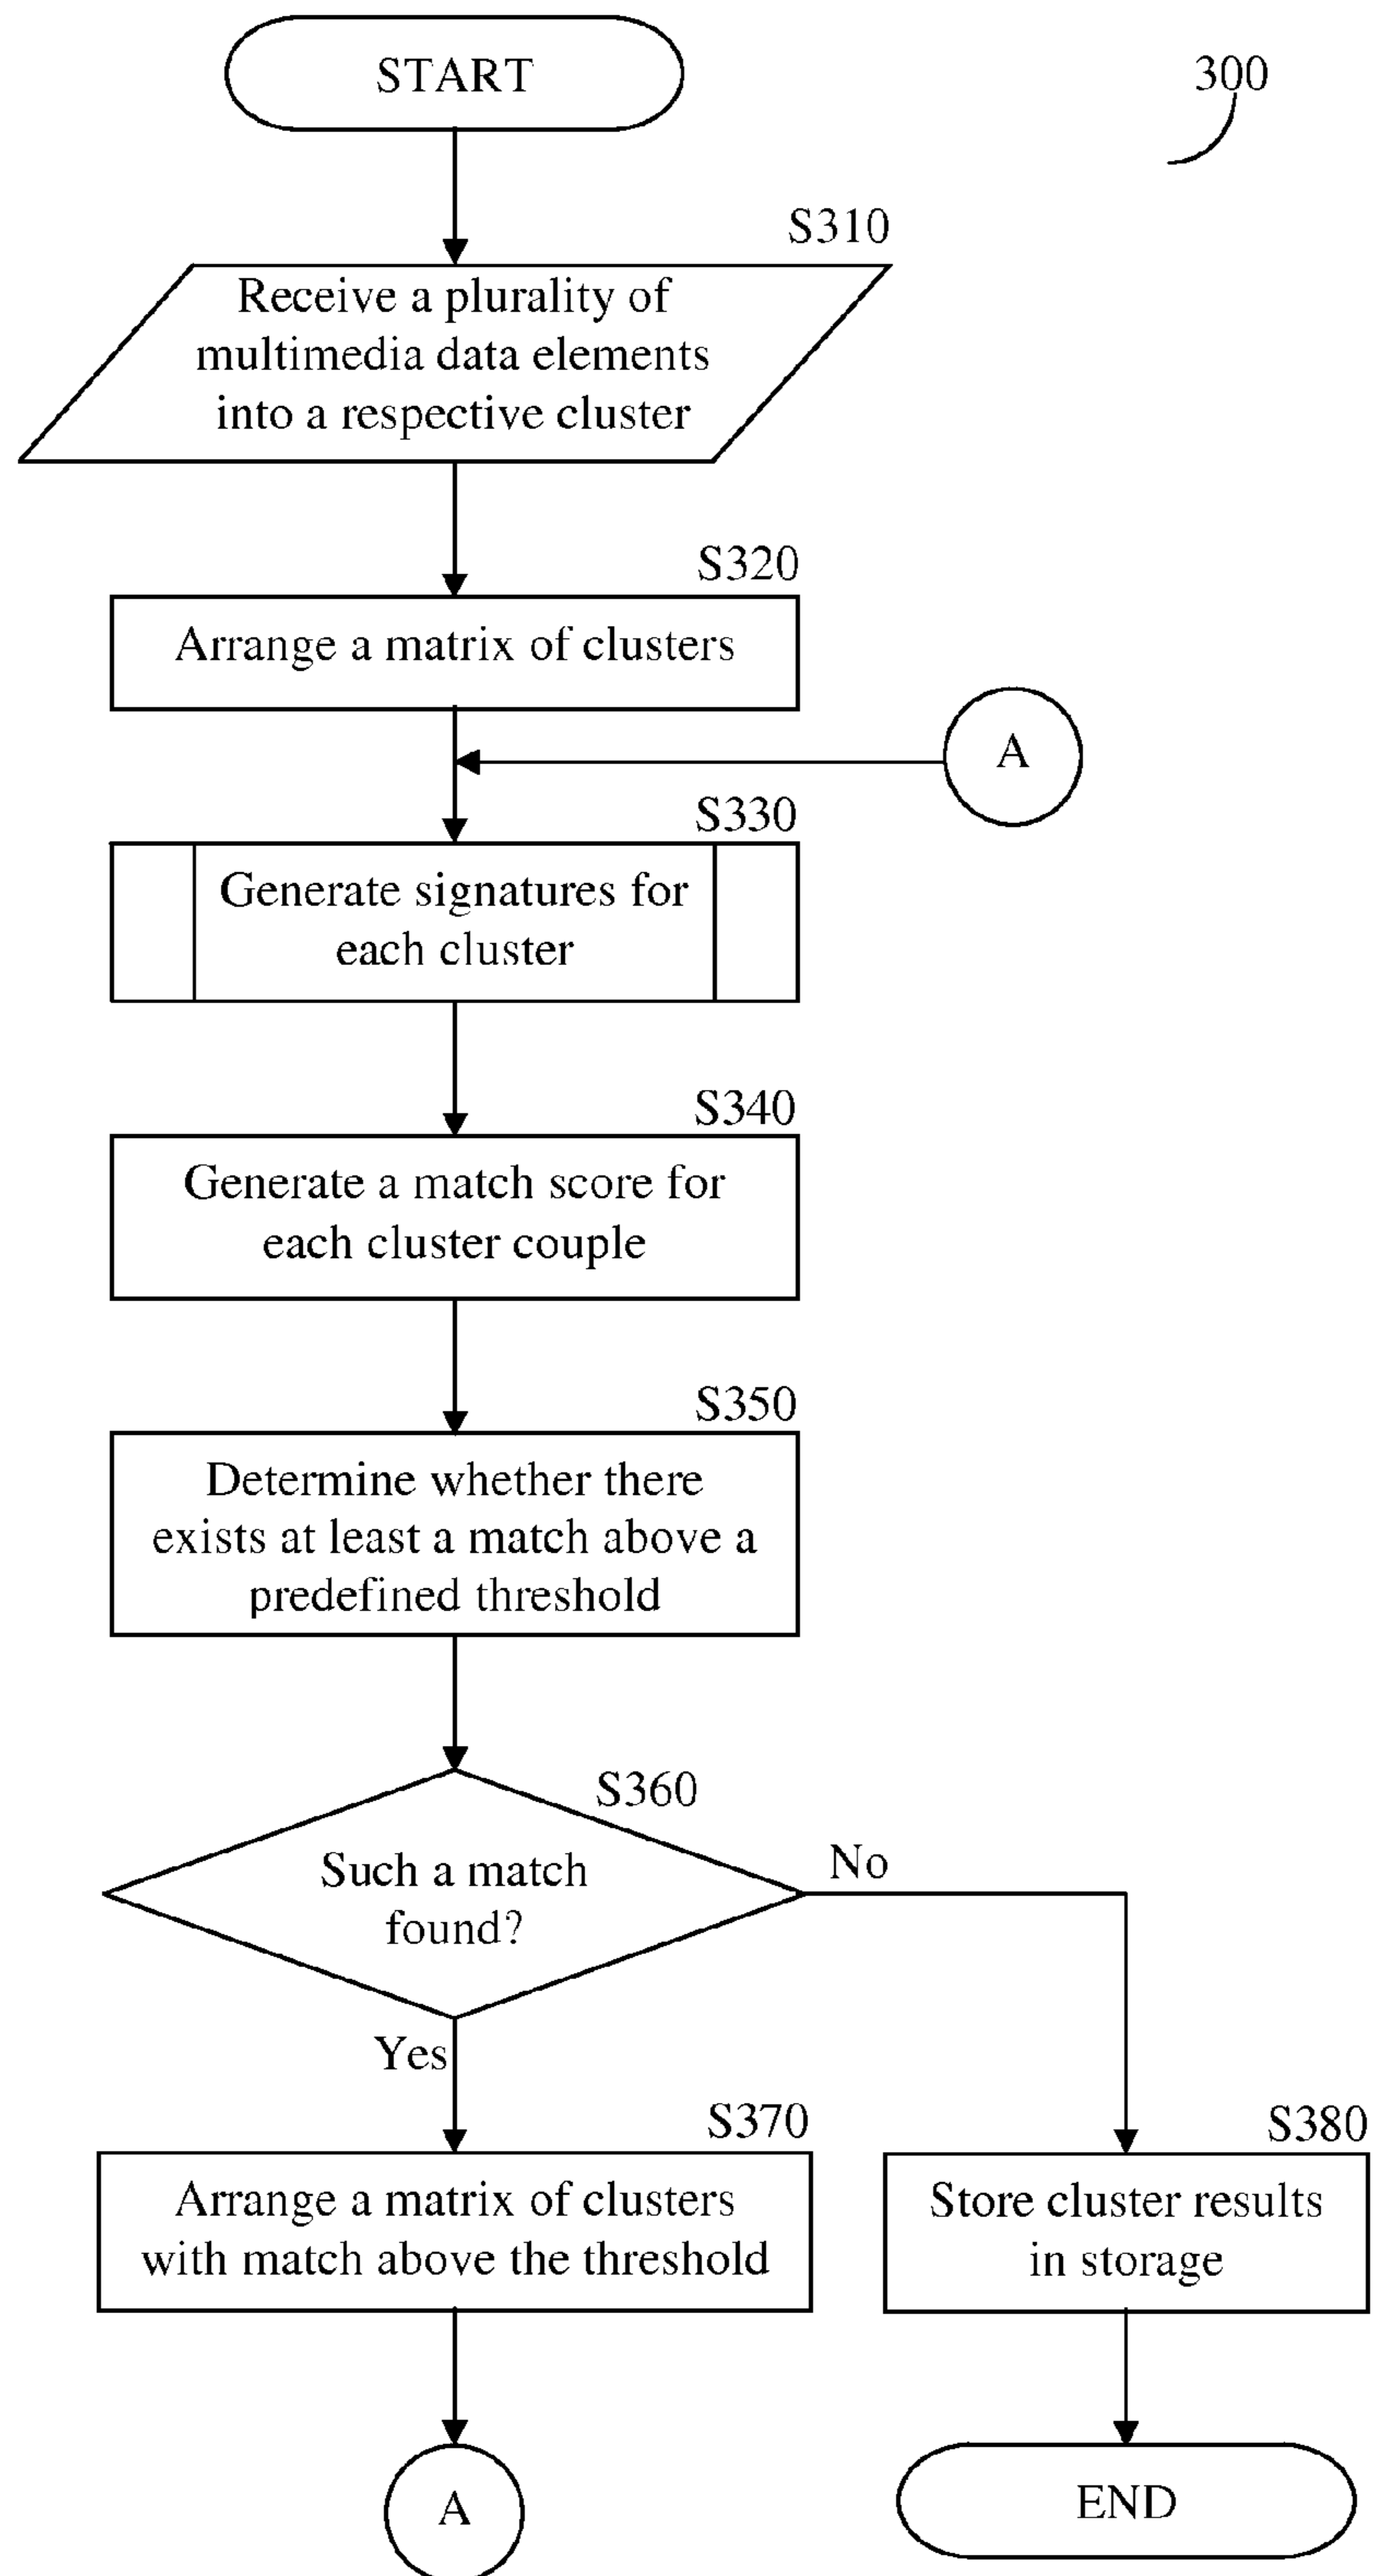 START
300
S310
Receive a plurality of
multimedia data elements
into a respective cluster
S320
Arrange a matrix of clusters
A
S330
Generate signatures for
each cluster
S340
Generate a match score for
each cluster couple
S350
Determine whether there
exists at least a match above a
predefined threshold
S360
Such a match
found?
No
Yes
S370
Arrange a matrix of clusters
with match above the threshold
S380
Store cluster results
in storage
A
END